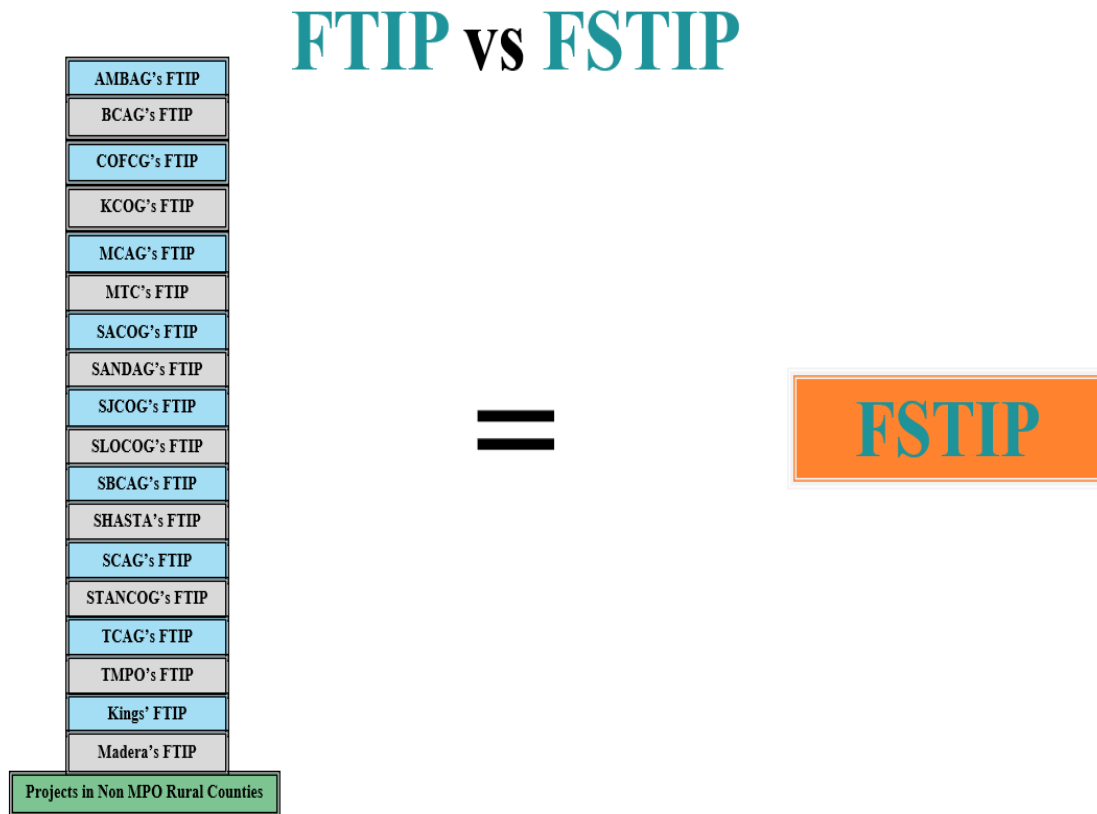 FTIP vs FSTIP
AMBAG's FTIP
BCAG's FTIP
COFCG's FTIP
KCOG's FTIP
MCAG's FTIP
MTC's FTIP
SACOG's FTIP
SANDAG's FTIP
SJCOG's FTIP
SLOCOG's FTIP
SBCAG's FTIP
SHASTA's FTIP
SCAG's FTIP
STANCOG's FTIP
TCAG's FTIP
TMPO's FTIP
Kings' FTIP
Madera's FTIP
Projects in Non MPO Rural Counties
=
FSTIP